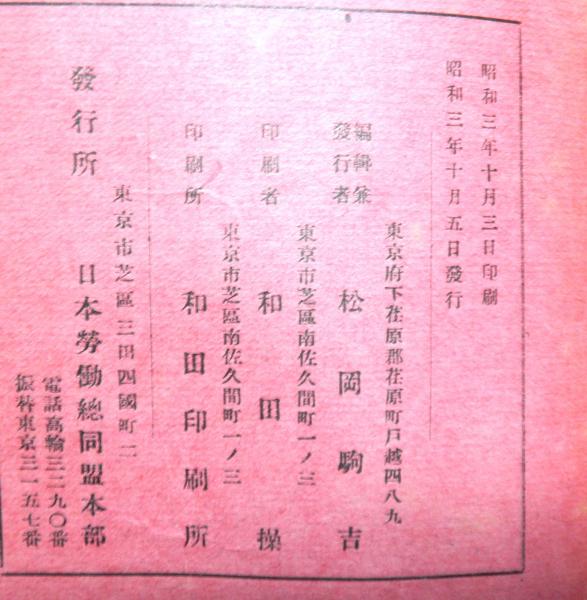 昭和三年十月三日印刷
昭和三年十月五日發行
東京府下荏原郡荏原町戸越四八九
編輯兼
發行者
松岡駒吉
東京市芝區南佐久間町一ノ三
印刷者
和田操
東京市芝區南佐久間町一ノ三
印刷所
和田印刷所
東京市芝區三田四國町二
發行所
日本勞働總同盟本部
電話高輪三二九〇番
振替東京三一五七番